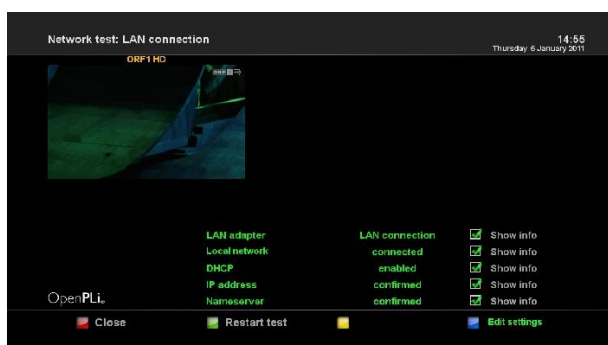 Network test: LAN connection
14:55
Thursday 6 January 2011
ORF1 HD
LAN adapter LAN connection Show info
Local network connected Show info
DHCP enabled Show info
IP address confirmed Show info
Nameserver confirmed Show info
OpenPLi
Close Restart test Edit settings